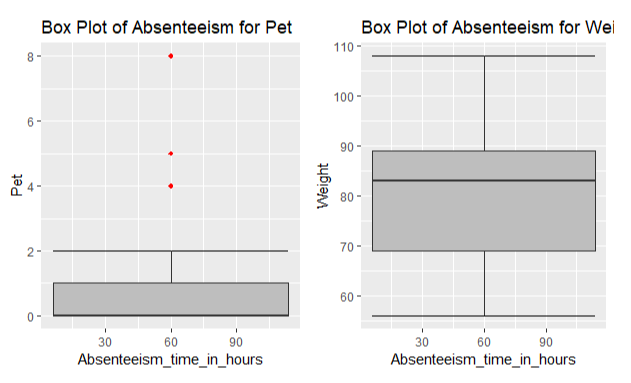 Box Plot of Absenteeism for Pet
8
6
4
2
0
Pet
30 60 90
Absenteeism_time_in_hours
Box Plot of Absenteeism for Wei
110
100
90
80
70
60
Weight
30 60 90
Absenteeism_time_in_hours